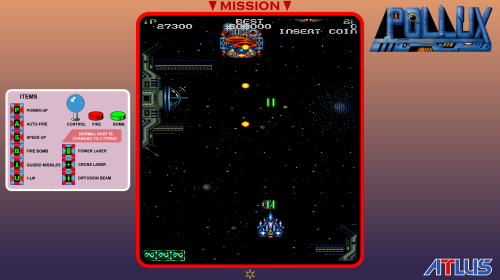 MISSION
POLLUX
1P BEST
27300 500000
INSERT COIN
ITEMS
P POWER-UP
A AUTO-FIRE
S SPEED UP
B FIRE BOMB
GUIDED MISSILES
U 1-UP
CONTROL FIRE BOMB
NORMAL SHOT IS
CHANGED TO 3 TYPES!!
POWER LASER
CROSS LASER
DIFFUSION BEAM
ATLUS